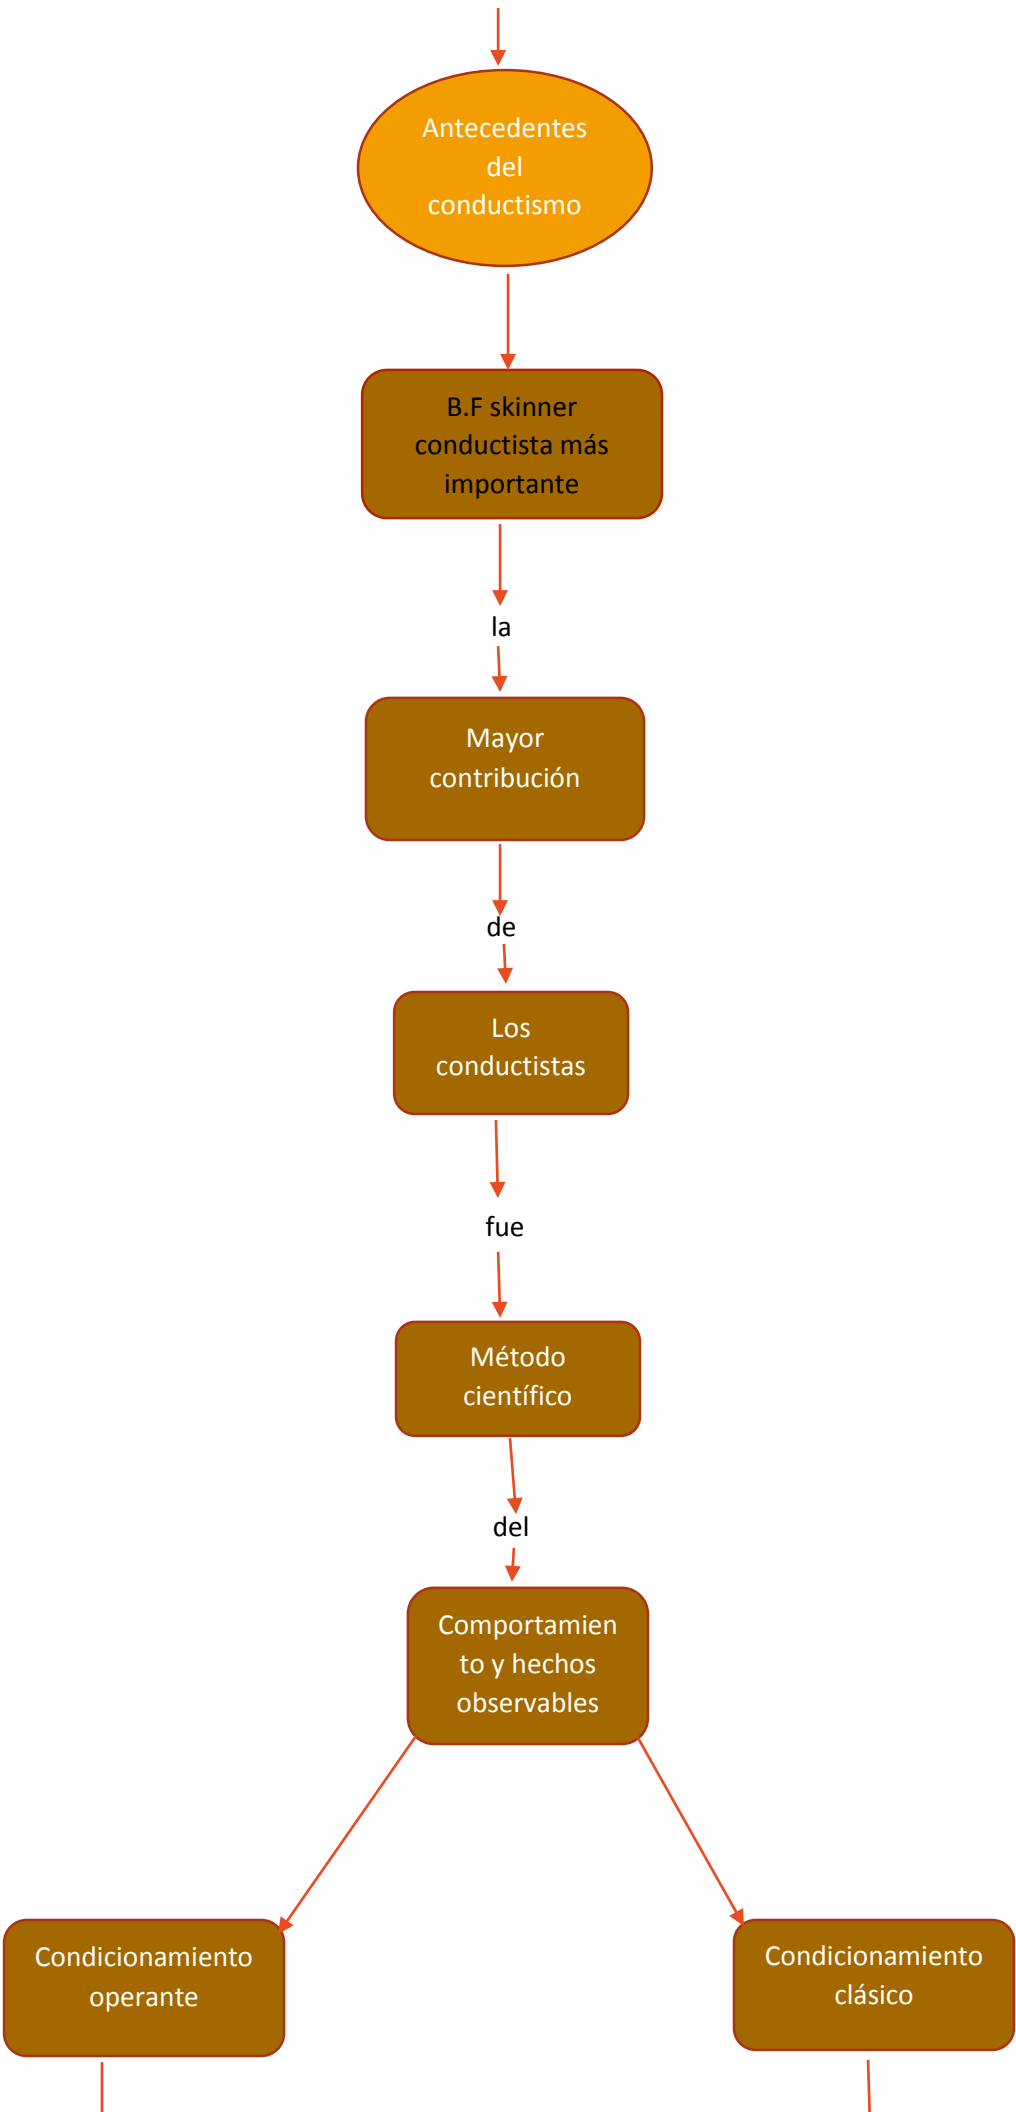 Antecedentes
del
conductismo
B.F skinner
conductista más
importante
la
Mayor
contribución
de
Los
conductistas
fue
Método
científico
del
Comportamien
to y hechos
observables
Condicionamiento
operante
Condicionamiento
clásico